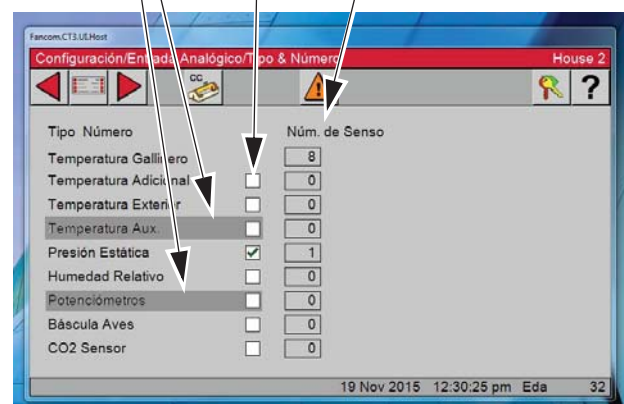 Fancom.CT3.UI.Host
Configuración/Entrada Analógico/Tipo & Número House 2
CC ?
Tipo Número Núm. de Senso
Temperatura Gallinero 8
Temperatura Adicional 0
Temperatura Exterior 0
Temperatura Aux. 0
Presión Estática 1
Humedad Relativo 0
Potenciómetros 0
Báscula Aves 0
CO2 Sensor 0
19 Nov 2015 12:30:25 pm Eda 32